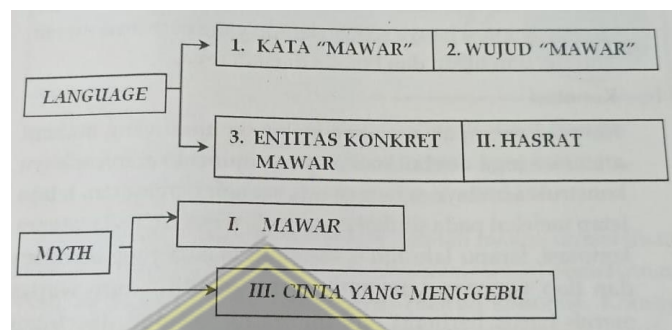 1. KATA “MAWAR”
2. WUJUD “MAWAR”
LANGUAGE
3. ENTITAS KONKRET
MAWAR
II. HASRAT
I. MAWAR
MYTH
III. CINTA YANG MENGGEBU